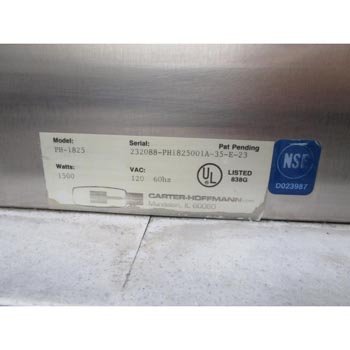 Model: Serial: Pat Pending
PH-1825 232088-PH1825001A-35-E-23
Watts: VAC:
1500 120 60hz
UL
LISTED
838G
CARTER-HOFFMANN
Mundelein, IL 60060
NSF
D023987